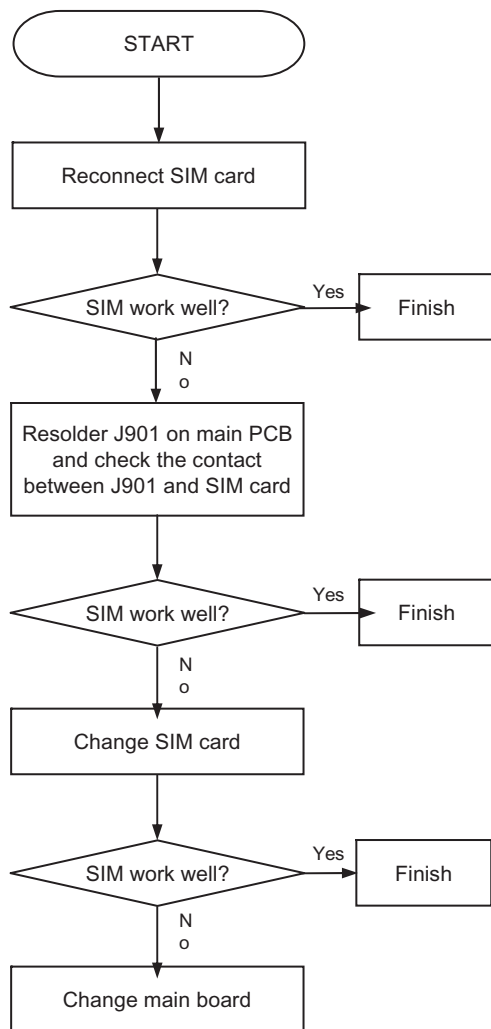 START
Reconnect SIM card
SIM work well?
Yes
Finish
N
o
Resolder J901 on main PCB
and check the contact
between J901 and SIM card
SIM work well?
Yes
Finish
N
o
Change SIM card
SIM work well?
Yes
Finish
N
o
Change main board